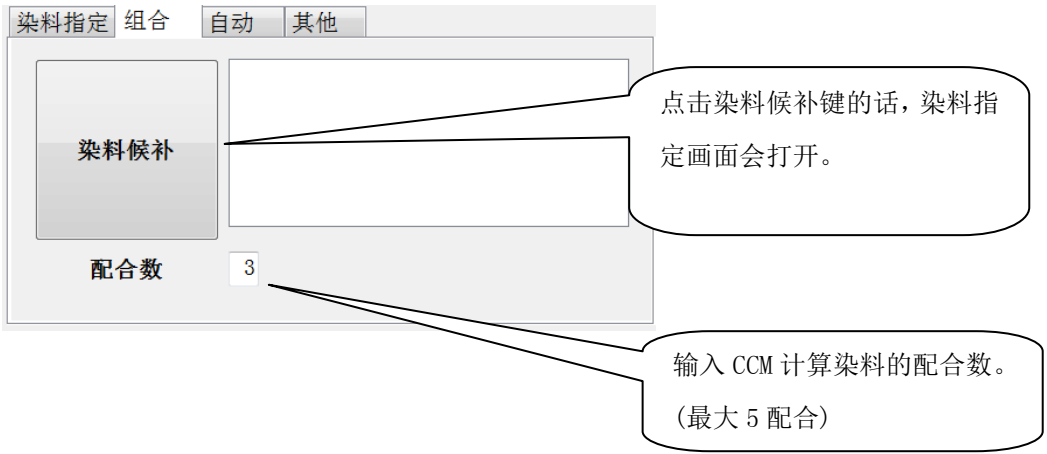 染料指定 组合 自动 其他
点击染料候补键的话，染料指
定画面会打开。
染料候补
配合数 3
输入 CCM 计算染料的配合数。
(最大 5 配合)